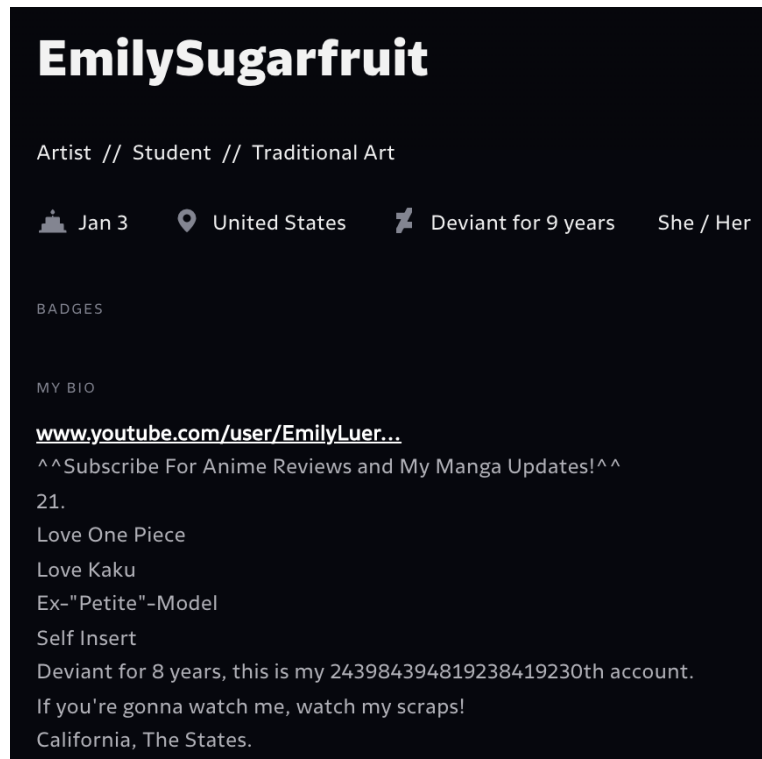 EmilySugarfruit
Artist // Student // Traditional Art
Jan 3 United States Deviant for 9 years She / Her
BADGES
MY BIO
www.youtube.com/user/EmilyLuer...
^^Subscribe For Anime Reviews and My Manga Updates!^^
21.
Love One Piece
Love Kaku
Ex-"Petite"-Model
Self Insert
Deviant for 8 years, this is my 243984394819238419230th account.
If you're gonna watch me, watch my scraps!
California, The States.